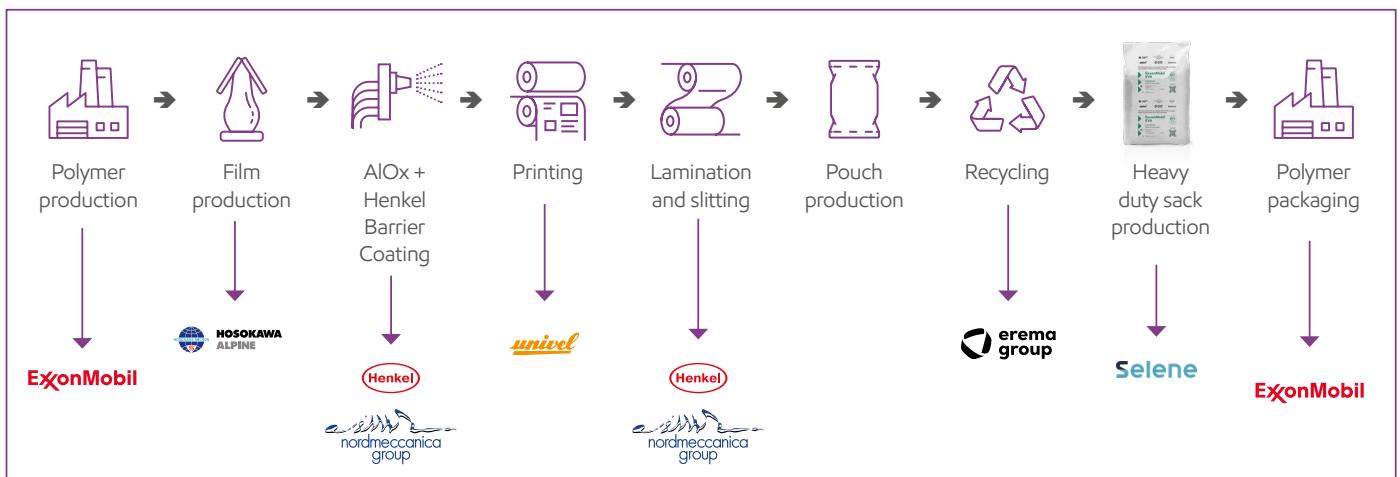 Polymer
production
Film
production
AlOx +
Henkel
Barrier
Coating
Printing
Lamination
and slitting
Pouch
production
Recycling
Heavy
duty sack
production
Polymer
packaging
ExxonMobil
HOSOKAWA
ALPINE
Henkel
nordmeccanica
group
univel
Henkel
nordmeccanica
group
erema
group
Selene
ExxonMobil